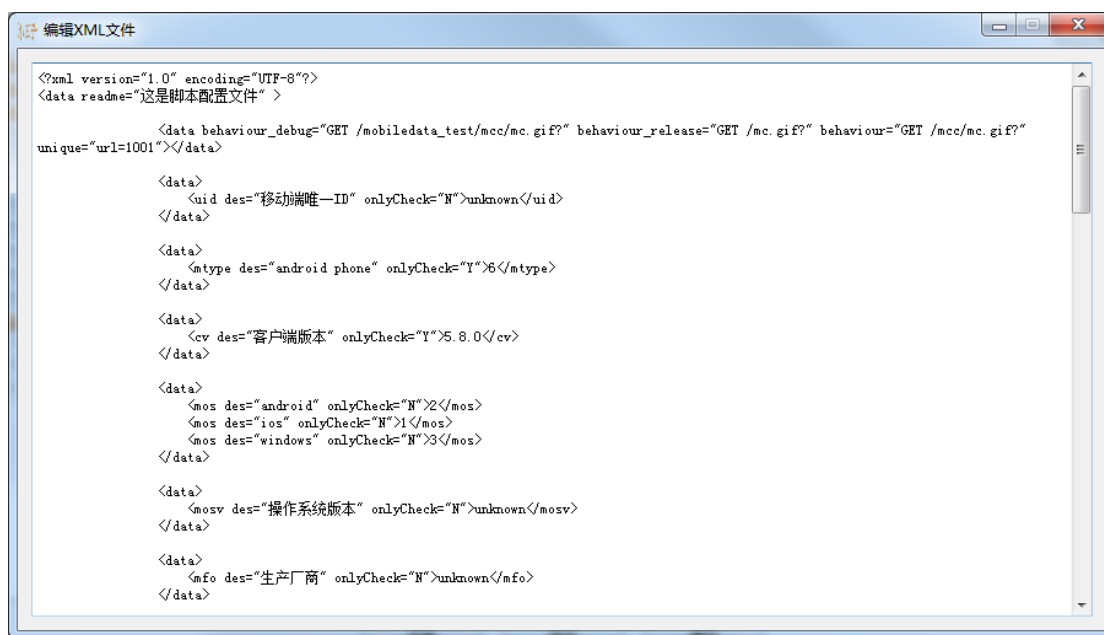 编辑XML文件
<?xml version="1.0" encoding="UTF-8"?>
<data readme="这是脚本配置文件" >
<data behaviour_debug="GET /mobiledata_test/mcc/mc.gif?" behaviour_release="GET /mc.gif?" behaviour="GET /mcc/mc.gif?"
unique="url=1001"></data>
<data>
<uid des="移动端唯一ID" onlyCheck="N">unknown</uid>
</data>
<data>
<mtype des="android phone" onlyCheck="Y">6</mtype>
</data>
<data>
<cv des="客户端版本" onlyCheck="Y">5.8.0</cv>
</data>
<data>
<mos des="android" onlyCheck="N">2</mos>
<mos des="ios" onlyCheck="N">1</mos>
<mos des="windows" onlyCheck="N">3</mos>
</data>
<data>
<mosv des="操作系统版本" onlyCheck="N">unknown</mosv>
</data>
<data>
<mfo des="生产厂商" onlyCheck="N">unknown</mfo>
</data>